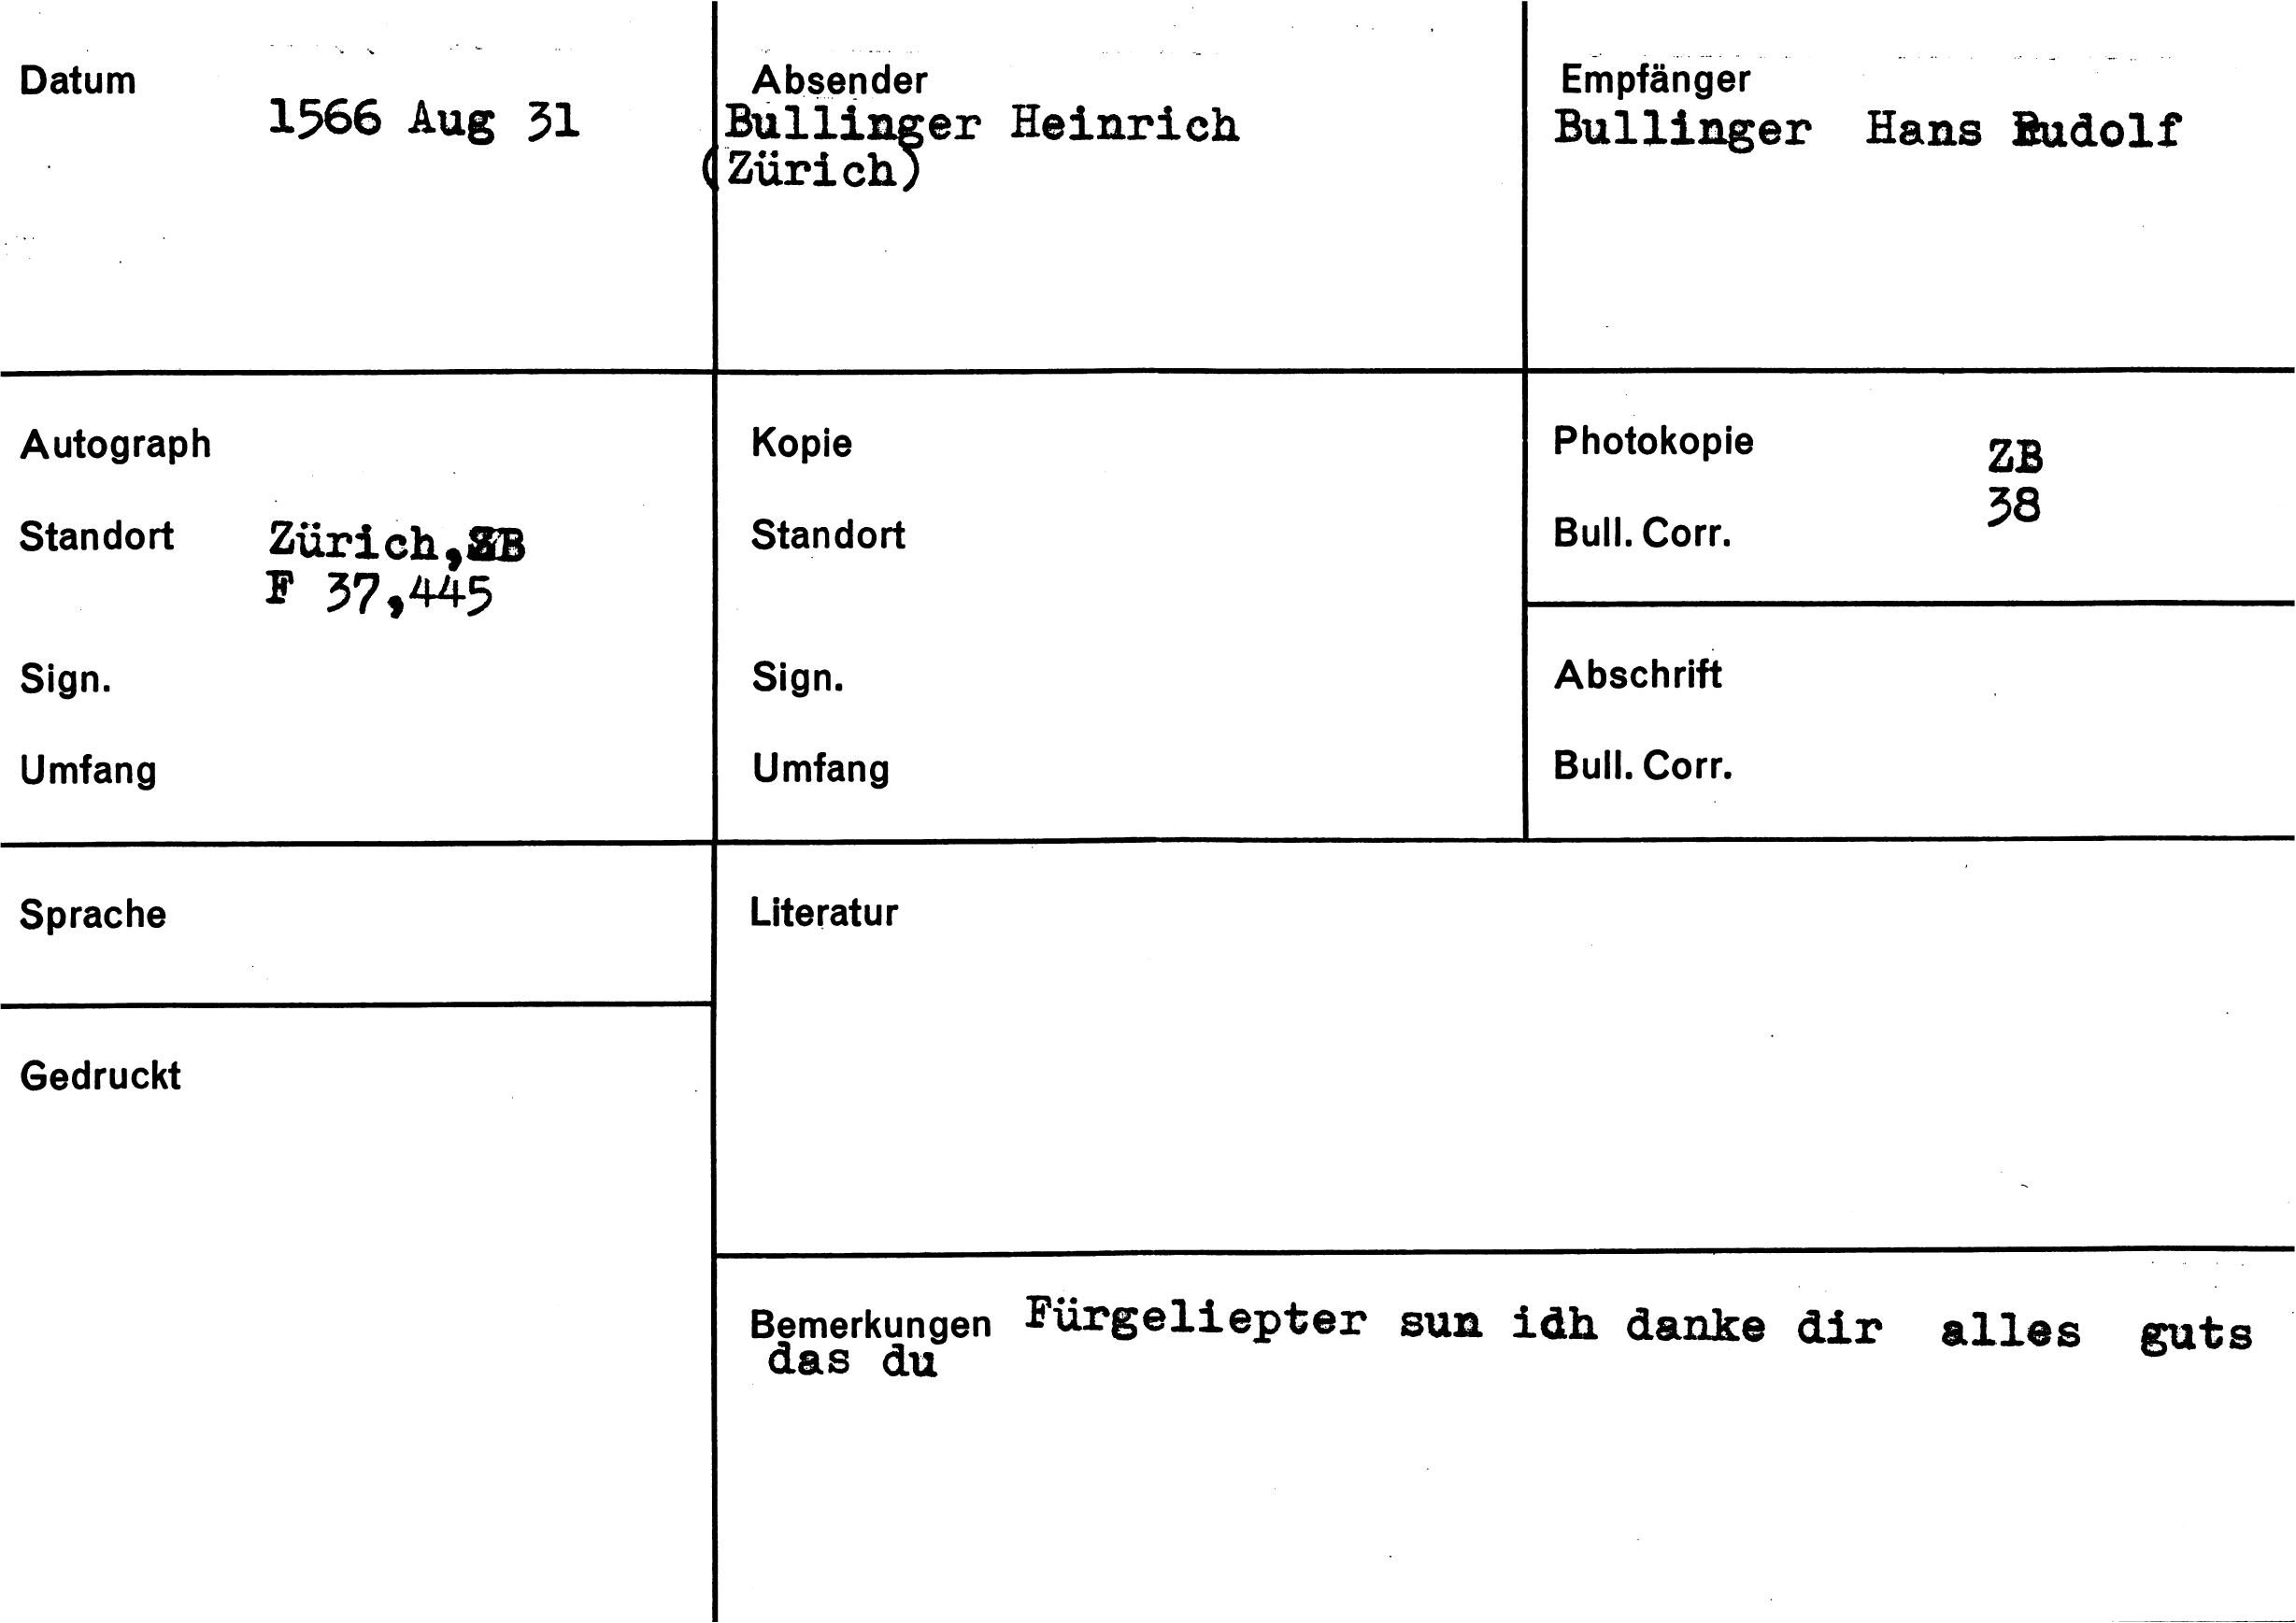 Datum
1566 Aug 31
Absender
Bullinger Heinrich
(Zürich)
Empfänger
Bullinger Hans Rudolf
Autograph
Standort Zürich,ZB
F 37,445
Sign.
Umfang
Kopie
Standort
Sign.
Umfang
Photokopie ZB
38
Bull. Corr.
Abschrift
Bull. Corr.
Sprache
Gedruckt
Literatur
Bemerkungen Fürgeliepter sun idh danke dir alles guts
das du